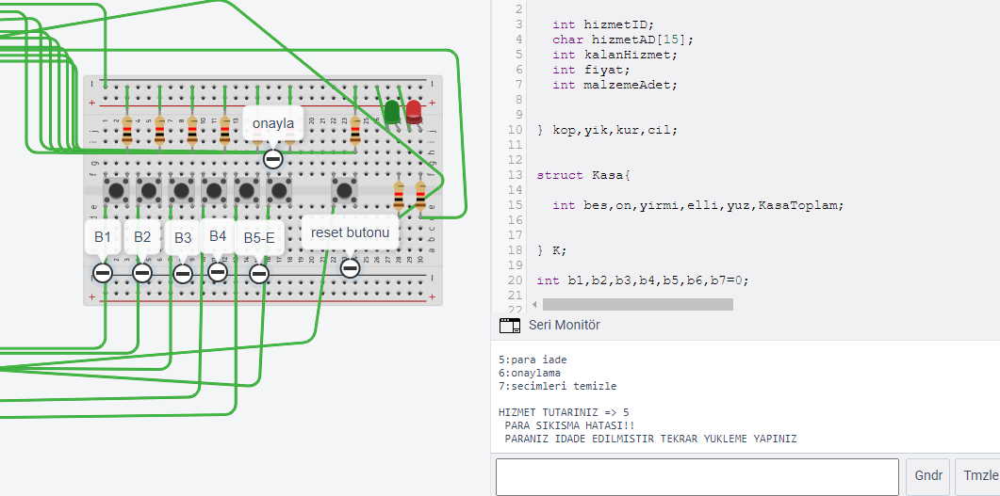 onayla
B1
B2
B3
B4
B5-E
reset butonu
2
3 int hizmetID;
4 char hizmetAD[15];
5 int kalanHizmet;
6 int fiyat;
7 int malzemeAdet;
8
9
10 } kop,yik,kur,cil;
11
12
13 struct Kasa{
14
15 int bes,on,yirmi,elli,yuz,KasaToplam;
16
17
18 } K;
19
20 int b1,b2,b3,b4,b5,b6,b7=0;
21
22
Seri Monitör
5:para iade
6:onaylama
7:secimleri temizle
HIZMET TUTARINIZ => 5
PARA SIKISMA HATASI!!
PARANIZ IDADE EDILMISTIR TEKRAR YUKLEME YAPINIZ
Gndr
Tmzle